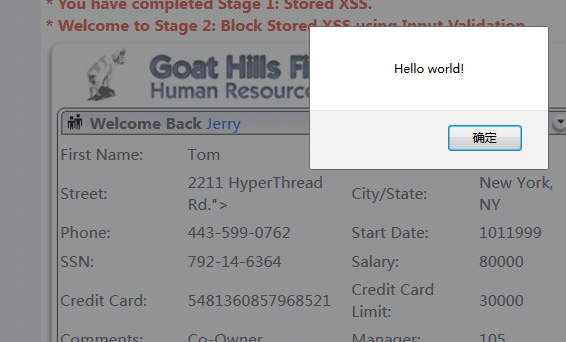 * You have completed Stage 1: Stored XSS.
* Welcome to Stage 2: Block Stored XSS using Input Validation
Hello world!
确定
Goat Hills Fi
Human Resourc
Welcome Back Jerry
First Name: Tom
Street: 2211 HyperThread Rd."> City/State: New York, NY
Phone: 443-599-0762 Start Date: 1011999
SSN: 792-14-6364 Salary: 80000
Credit Card: 5481360857968521 Credit Card Limit: 30000
Comments: Co-Owner Manager: 105